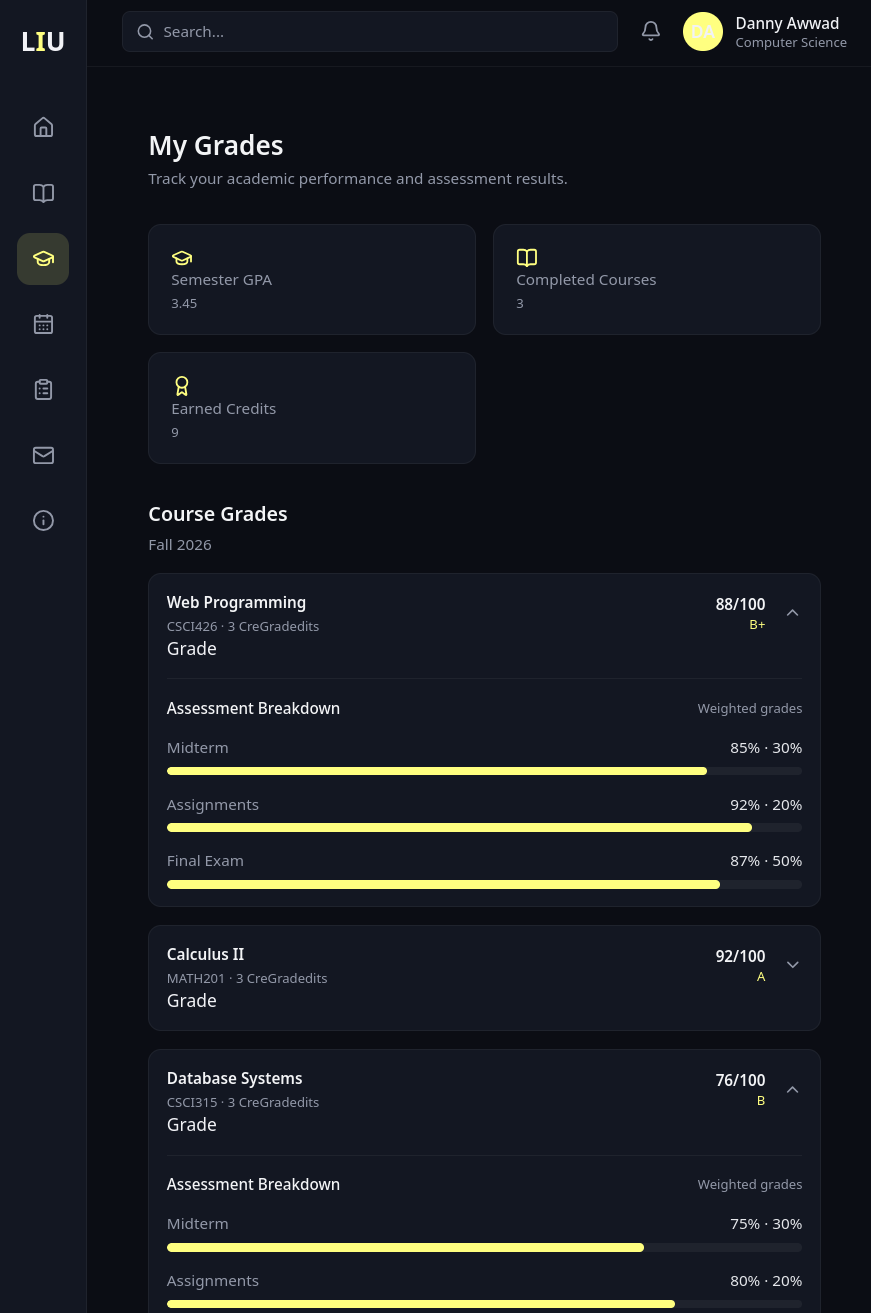 LIU
Search...
DA
Danny Awwad
Computer Science
My Grades
Track your academic performance and assessment results.
Semester GPA
3.45
Completed Courses
3
Earned Credits
9
Course Grades
Fall 2026
Web Programming
88/100
CSCI426 · 3 CreGradedits
B+
Grade
Assessment Breakdown
Weighted grades
Midterm
85% · 30%
Assignments
92% · 20%
Final Exam
87% · 50%
Calculus II
92/100
MATH201 · 3 CreGradedits
A
Grade
Database Systems
76/100
CSCI315 · 3 CreGradedits
B
Grade
Assessment Breakdown
Weighted grades
Midterm
75% · 30%
Assignments
80% · 20%